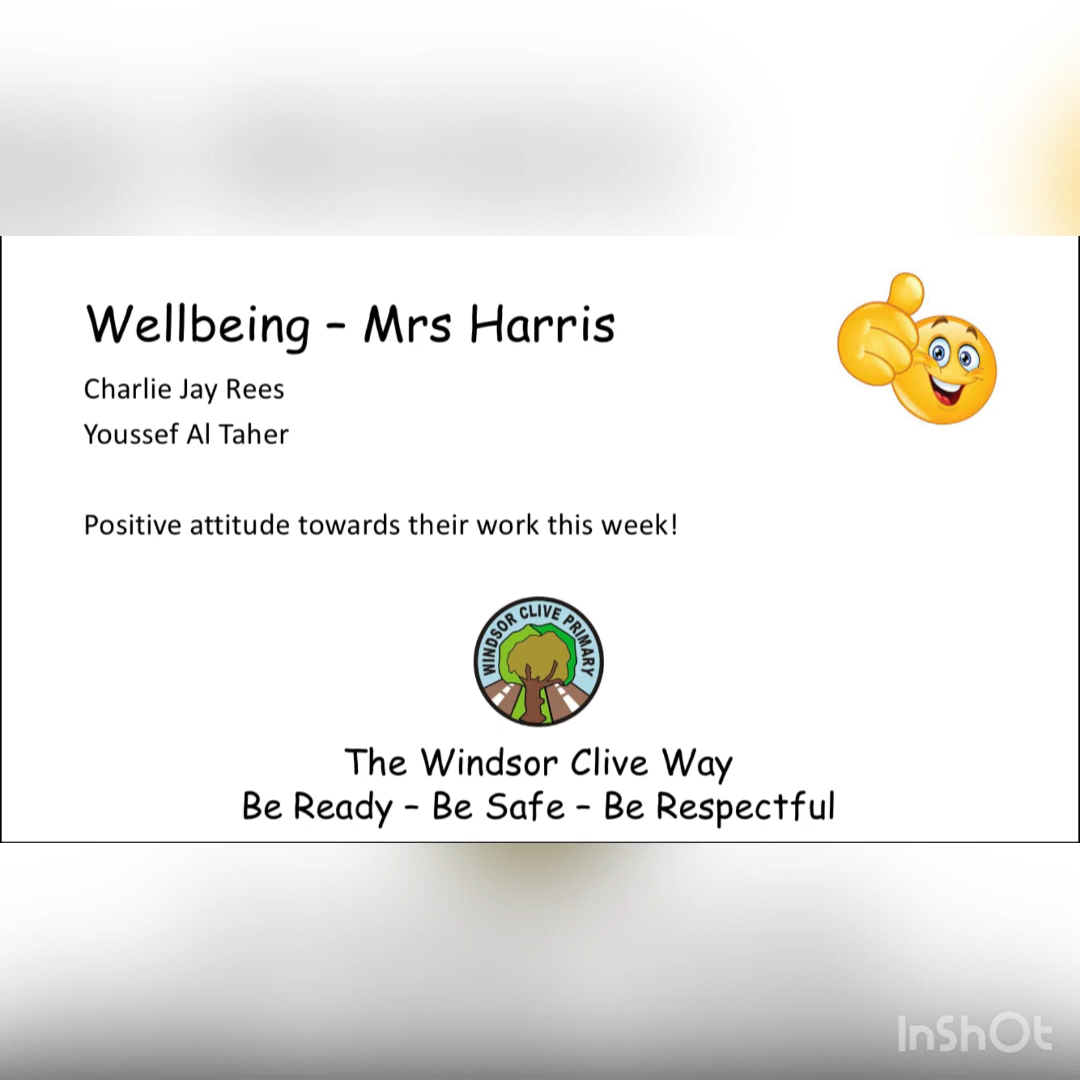 Wellbeing – Mrs Harris
Charlie Jay Rees
Youssef Al Taher
Positive attitude towards their work this week!
WINDSOR CLIVE PRIMARY
The Windsor Clive Way
Be Ready – Be Safe – Be Respectful
InShOt